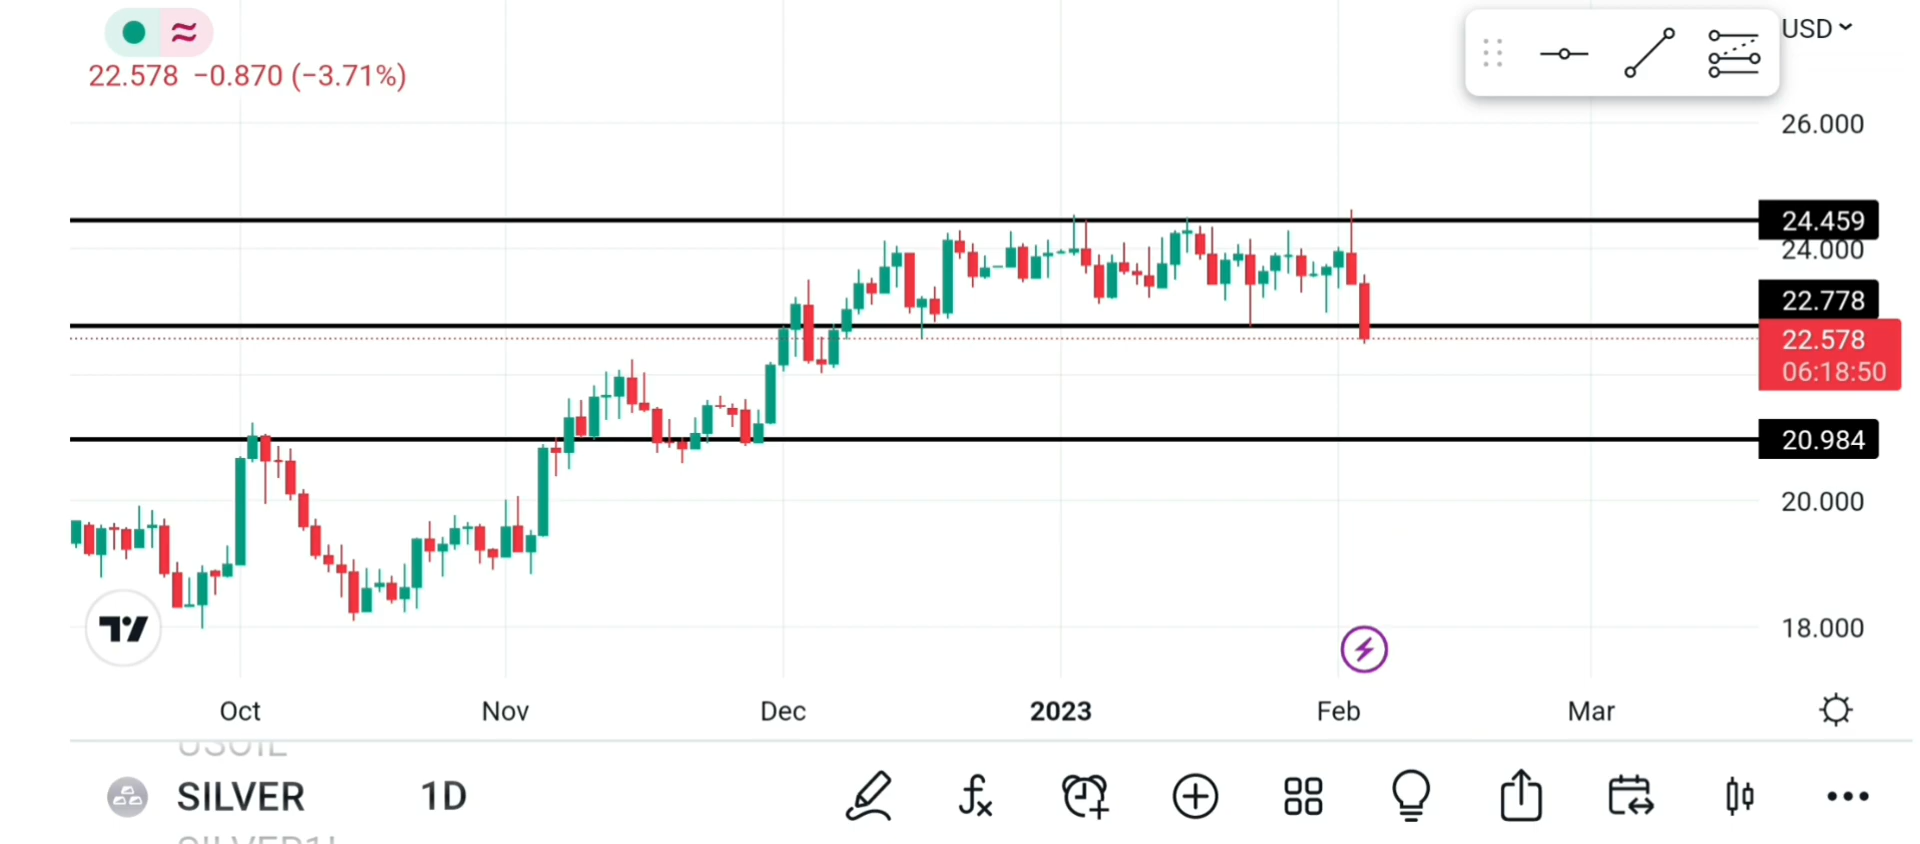 USD
22.578 −0.870 (−3.71%)
26.000
24.459
24.000
22.778
22.578
06:18:50
20.984
20.000
18.000
Oct Nov Dec 2023 Feb Mar
USOIL
SILVER 1D